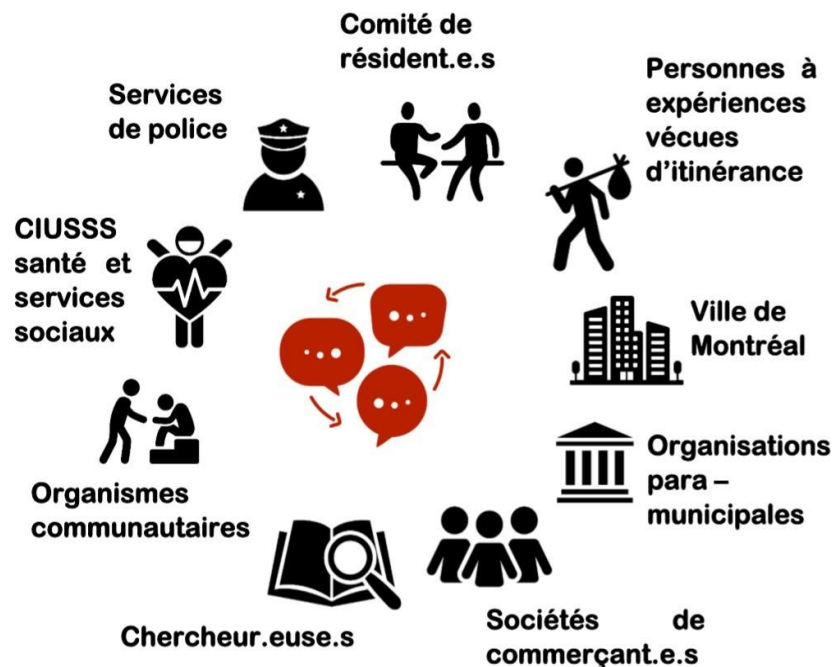 Comité de
résident.e.s
Personnes à
expériences
vécues
d’itinérance
Ville de
Montréal
Organisations
para –
municipales
Sociétés de
commerçant.e.s
Chercheur.euse.s
Organismes
communautaires
CIUSSS
santé et
services
sociaux
Services
de police